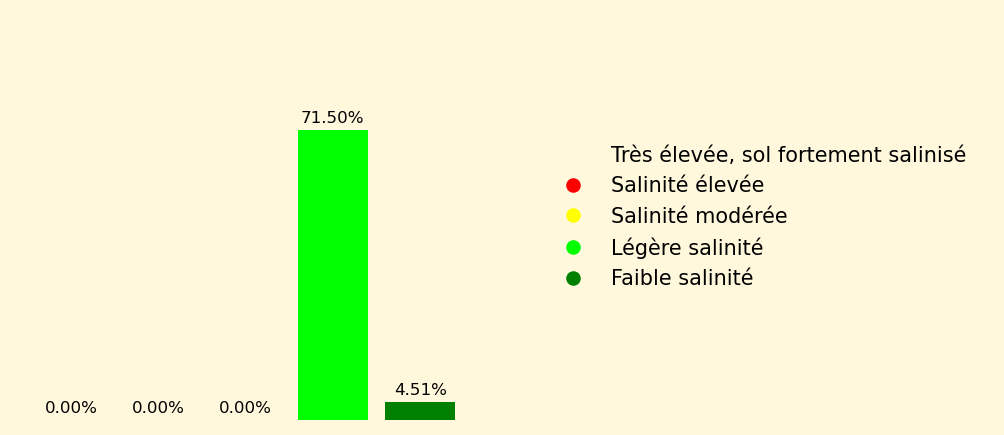 71.50%
4.51%
0.00%
0.00%
0.00%
Très élevée, sol fortement salinisé
Salinité élevée
Salinité modérée
Légère salinité
Faible salinité